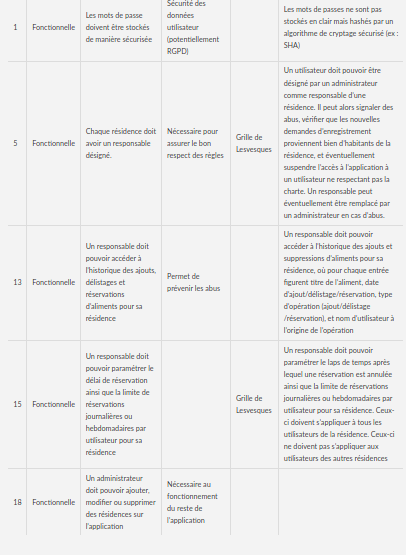 1
Fonctionnelle
Les mots de passe
doivent être stockés
de manière sécurisée
Sécurité des
données
utilisateur
(potentiellement
RGPD)
Les mots de passes ne sont pas
stockés en clair mais hashés par un
algorithme de cryptage sécurisé (ex :
SHA)
5
Fonctionnelle
Chaque résidence doit
avoir un responsable
désigné.
Nécessaire pour
assurer le bon
respect des règles
Grille de
Lesvesques
Un utilisateur doit pouvoir être
désigné par un administrateur
comme responsable d'une
résidence. Il peut alors signaler des
abus, vérifier que les nouvelles
demandes d'enregistrement
proviennent bien d'habitants de la
résidence, et éventuellement
suspendre l'accès à l'application à
un utilisateur ne respectant pas la
charte. Un responsable peut
éventuellement être remplacé par
un administrateur en cas d'abus.
13
Fonctionnelle
Un responsable doit
pouvoir accéder à
l'historique des ajouts,
délistages et
réservations
d'aliments pour sa
résidence
Permet de
prévenir les abus
Un responsable doit pouvoir
accéder à l'historique des ajouts et
suppressions d'aliments pour sa
résidence, où pour chaque entrée
figurent titre de l'aliment, date
d'ajout/délistage/réservation, type
d'opération (ajout/délistage
/réservation), et nom d'utilisateur à
l'origine de l'opération
15
Fonctionnelle
Un responsable doit
pouvoir paramétrer le
délai de réservation
ainsi que la limite de
réservations
journalières ou
hebdomadaires par
utilisateur pour sa
résidence
Grille de
Lesvesques
Un responsable doit pouvoir
paramétrer le laps de temps après
lequel une réservation est annulée
ainsi que la limite de réservations
journalières ou hebdomadaires par
utilisateur pour sa résidence. Ceux-
ci doivent s'appliquer à tous les
utilisateurs de la résidence. Ceux-ci
ne doivent pas s'appliquer aux
utilisateurs des autres résidences
18
Fonctionnelle
Un administrateur
doit pouvoir ajouter,
modifier ou supprimer
des résidences sur
l'application
Nécessaire au
fonctionnement
du reste de
l'application